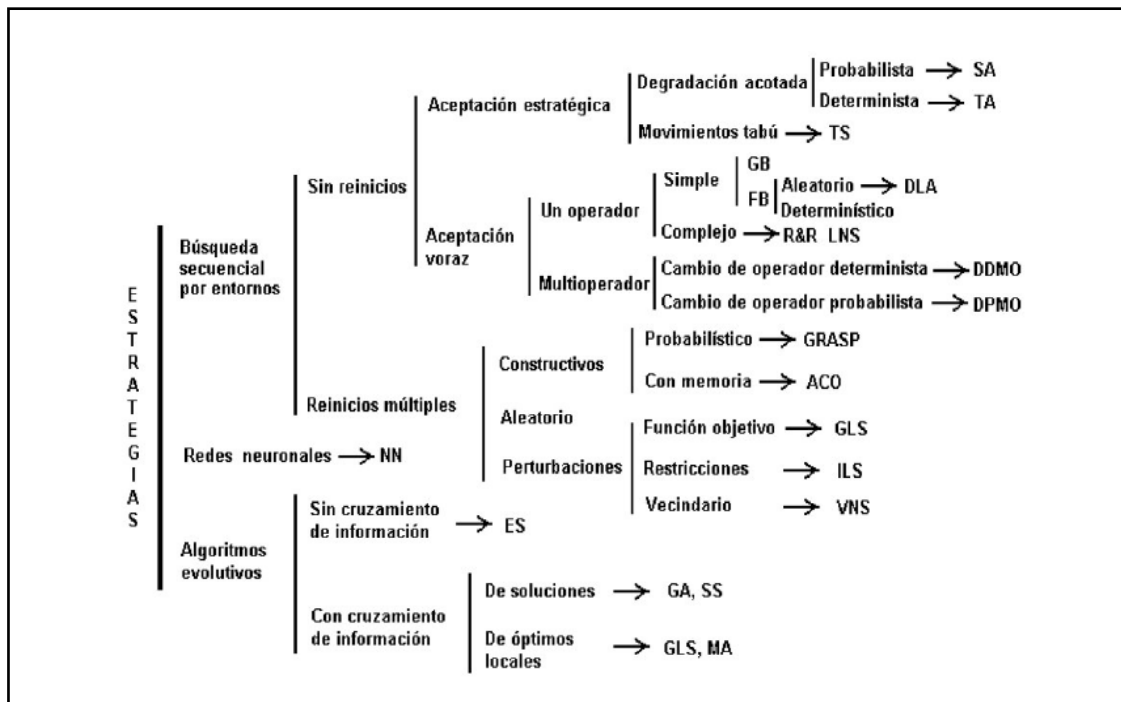 ESTRATEGIAS
Búsqueda
secuencial
por entornos
Sin reinicios
Aceptación estratégica
Degradación acotada
Probabilista → SA
Determinista → TA
Movimientos tabú → TS
Aceptación
voraz
Un operador
Simple
GB
FB
Aleatorio → DLA
Determinístico
Complejo → R&R LNS
Multioperador
Cambio de operador determinista → DDMO
Cambio de operador probabilista → DPMO
Reinicios múltiples
Constructivos
Probabilístico → GRASP
Con memoria → ACO
Aleatorio
Perturbaciones
Función objetivo → GLS
Restricciones → ILS
Vecindario → VNS
Redes neuronales → NN
Algoritmos
evolutivos
Sin cruzamiento
de información → ES
Con cruzamiento
de información
De soluciones → GA, SS
De óptimos
locales → GLS, MA